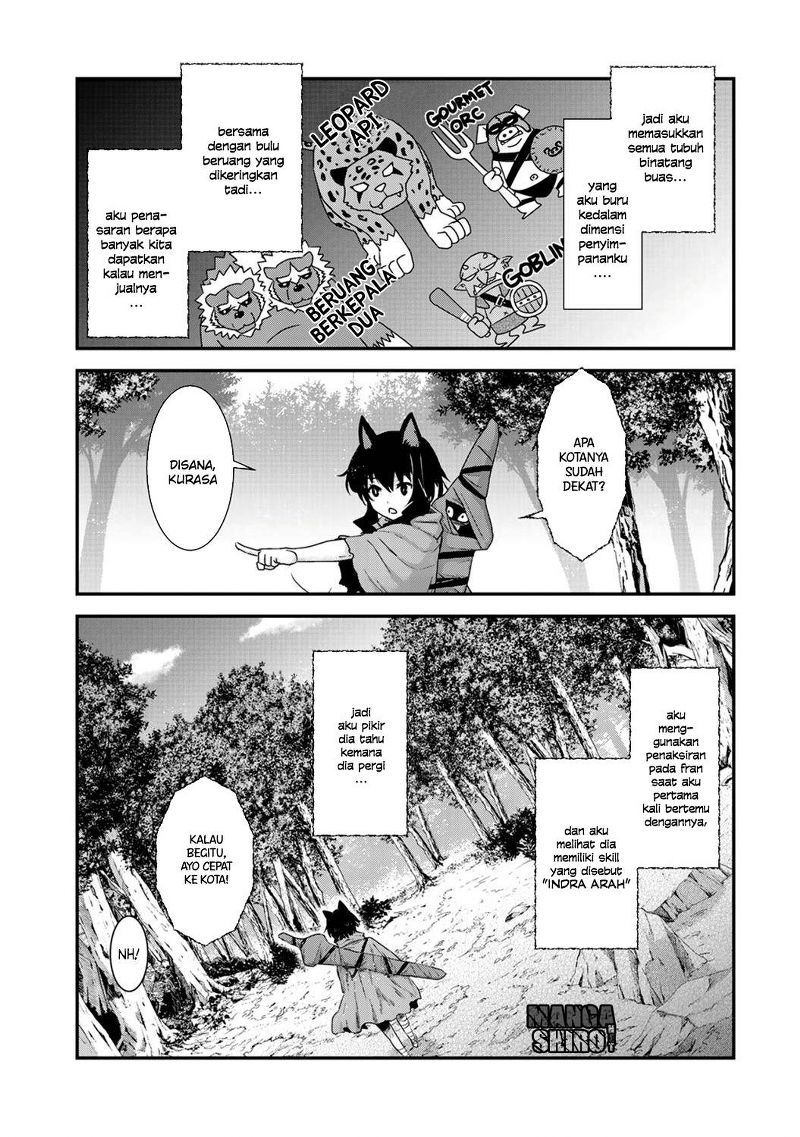 jadi aku
memasukkan
semua tubuh
binatang
buas...
yang
aku buru
kedalam
dimensi
penyim-
pananku
....
GOURMET
ORC
LEOPARD
API
GOBLIN
BERUANG
BERKEPALA
DUA
bersama
dengan bulu
beruang yang
dikeringkan
tadi...
aku pena-
saran berapa
banyak kita
dapatkan
kalau men-
jualnya
...
APA
KOTANYA
SUDAH
DEKAT?
DISANA,
KURASA
aku
meng-
gunakan
penaksiran
pada fran
saat aku
pertama
kali bertemu
dengannya,
dan aku
melihat dia
memiliki skill
yang disebut
"INDRA ARAH"
jadi
aku pikir
dia tahu
kemana
dia pergi
...
KALAU
BEGITU,
AYO CEPAT
KE KOTA!
NH!
MANGA
SHIRO!